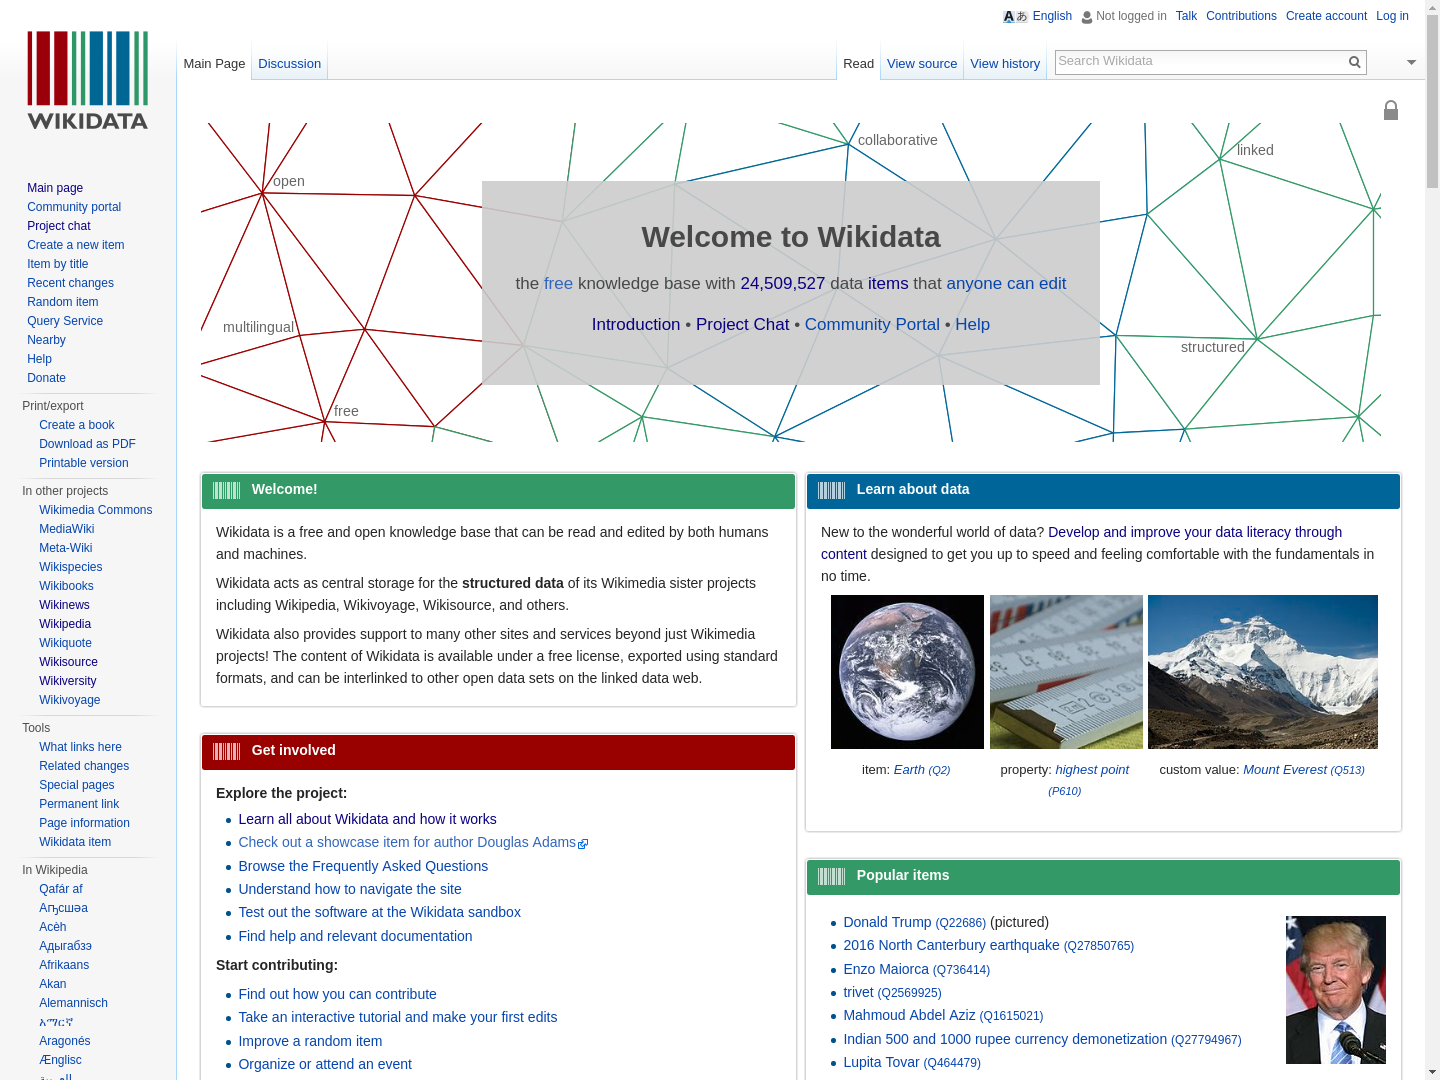 English Not logged in Talk Contributions Create account Log in
WIKIDATA
Main Page Discussion Read View source View history Search Wikidata
Main page
Community portal
Project chat
Create a new item
Item by title
Recent changes
Random item
Query Service
Nearby
Help
Donate
Print/export
Create a book
Download as PDF
Printable version
In other projects
Wikimedia Commons
MediaWiki
Meta-Wiki
Wikispecies
Wikibooks
Wikinews
Wikipedia
Wikiquote
Wikisource
Wikiversity
Wikivoyage
Tools
What links here
Related changes
Special pages
Permanent link
Page information
Wikidata item
In Wikipedia
Qafár af
Аҧсшәа
Acèh
Адыгабзэ
Afrikaans
Akan
Alemannisch
አማርኛ
Aragonés
Ænglisc
collaborative
linked
open
multilingual
structured
free
Welcome to Wikidata
the free knowledge base with 24,509,527 data items that anyone can edit
Introduction • Project Chat • Community Portal • Help
Welcome!
Wikidata is a free and open knowledge base that can be read and edited by both humans
and machines.
Wikidata acts as central storage for the structured data of its Wikimedia sister projects
including Wikipedia, Wikivoyage, Wikisource, and others.
Wikidata also provides support to many other sites and services beyond just Wikimedia
projects! The content of Wikidata is available under a free license, exported using standard
formats, and can be interlinked to other open data sets on the linked data web.
Get involved
Explore the project:
Learn all about Wikidata and how it works
Check out a showcase item for author Douglas Adams
Browse the Frequently Asked Questions
Understand how to navigate the site
Test out the software at the Wikidata sandbox
Find help and relevant documentation
Start contributing:
Find out how you can contribute
Take an interactive tutorial and make your first edits
Improve a random item
Organize or attend an event
Learn about data
New to the wonderful world of data? Develop and improve your data literacy through
content designed to get you up to speed and feeling comfortable with the fundamentals in
no time.
item: Earth (Q2)
property: highest point
(P610)
custom value: Mount Everest (Q513)
Popular items
Donald Trump (Q22686) (pictured)
2016 North Canterbury earthquake (Q27850765)
Enzo Maiorca (Q736414)
trivet (Q2569925)
Mahmoud Abdel Aziz (Q1615021)
Indian 500 and 1000 rupee currency demonetization (Q27794967)
Lupita Tovar (Q464479)